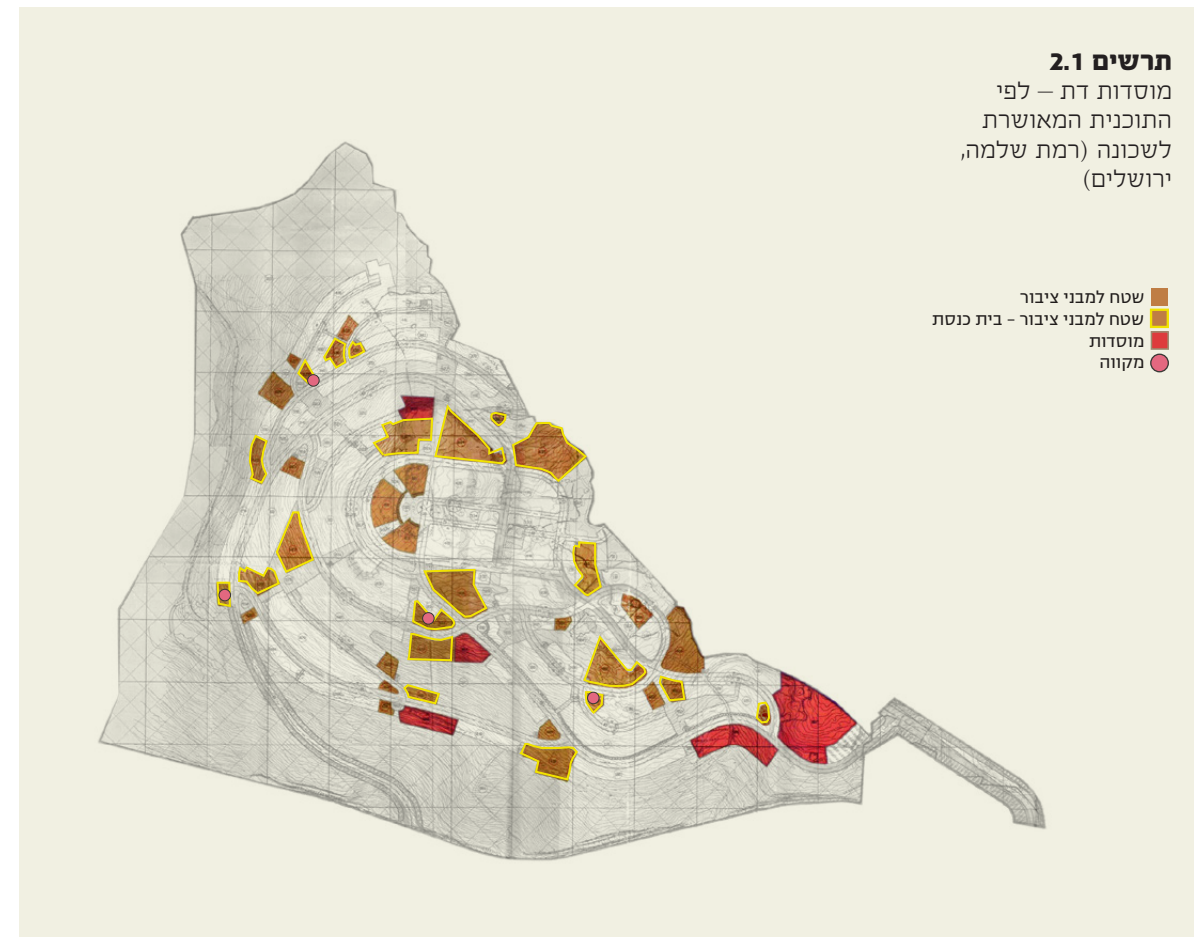 תרשים 2.1
מוסדות דת – לפי
התוכנית המאושרת
לשכונה (רמת שלמה,
ירושלים)
שטח למבני ציבור
שטח למבני ציבור - בית כנסת
מוסדות
מקווה